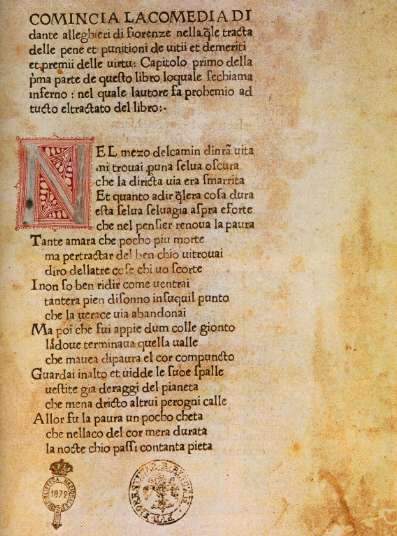 COMINCIA LA COMEDIA DI
dante alleghieri di fiorenze nella q̄le tracta
delle pene et punitioni de uitii et demeriti
et premii delle uirtu: Capitolo primo della
p̄ma parte de questo libro loquale sechiama
inferno: nel quale lautore fa prohemio ad
tucto eltractato del libro:-
NEL mezo delcamin dinr̄a uita
mi trouai puna selua oscura
che la diricta uia era smarrita
Et quanto adir q̄lera cosa dura
esta selua seluagia aspra eforte
che nel pensier renoua la paura
Tante amara che pocho piu morte
ma pertractar del ben chio uitrouai
diro dellatre cose chi uo scorte
I non so ben ridir come uentrai
tantera pien disonno insuquil punto
che la uerace uia abandonai
Ma poi che fui appie dum colle gionto
ladoue terminaua quella ualle
che mauea dipaura el cor compuncto
Guardai inalto et uidde le suoe spalle
uestite gia deraggi del pianeta
che mena dricto altrui perogni calle
Allor fu la paura un pocho cheta
che nellaco del cor mera durata
la nocte chio passi contanta pieta
1879